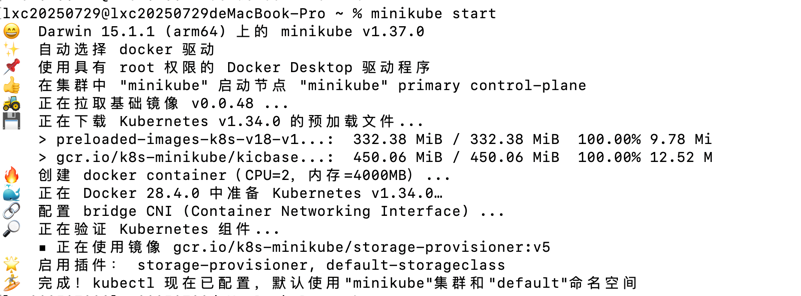 lxc20250729@lxc20250729deMacBook-Pro ~ % minikube start
😄 Darwin 15.1.1 (arm64) 上的 minikube v1.37.0
✨ 自动选择 docker 驱动
📌 使用具有 root 权限的 Docker Desktop 驱动程序
👍 在集群中 "minikube" 启动节点 "minikube" primary control-plane
🚜 正在拉取基础镜像 v0.0.48 ...
💾 正在下载 Kubernetes v1.34.0 的预加载文件...
> preloaded-images-k8s-v18-v1...: 332.38 MiB / 332.38 MiB 100.00% 9.78 Mi
> gcr.io/k8s-minikube/kicbase...: 450.06 MiB / 450.06 MiB 100.00% 12.52 M
🔥 创建 docker container（CPU=2，内存=4000MB）...
🐳 正在 Docker 28.4.0 中准备 Kubernetes v1.34.0…
🔗 配置 bridge CNI (Container Networking Interface) ...
🔎 正在验证 Kubernetes 组件...
▪ 正在使用镜像 gcr.io/k8s-minikube/storage-provisioner:v5
🌟 启用插件： storage-provisioner, default-storageclass
🏄 完成！kubectl 现在已配置，默认使用"minikube"集群和"default"命名空间